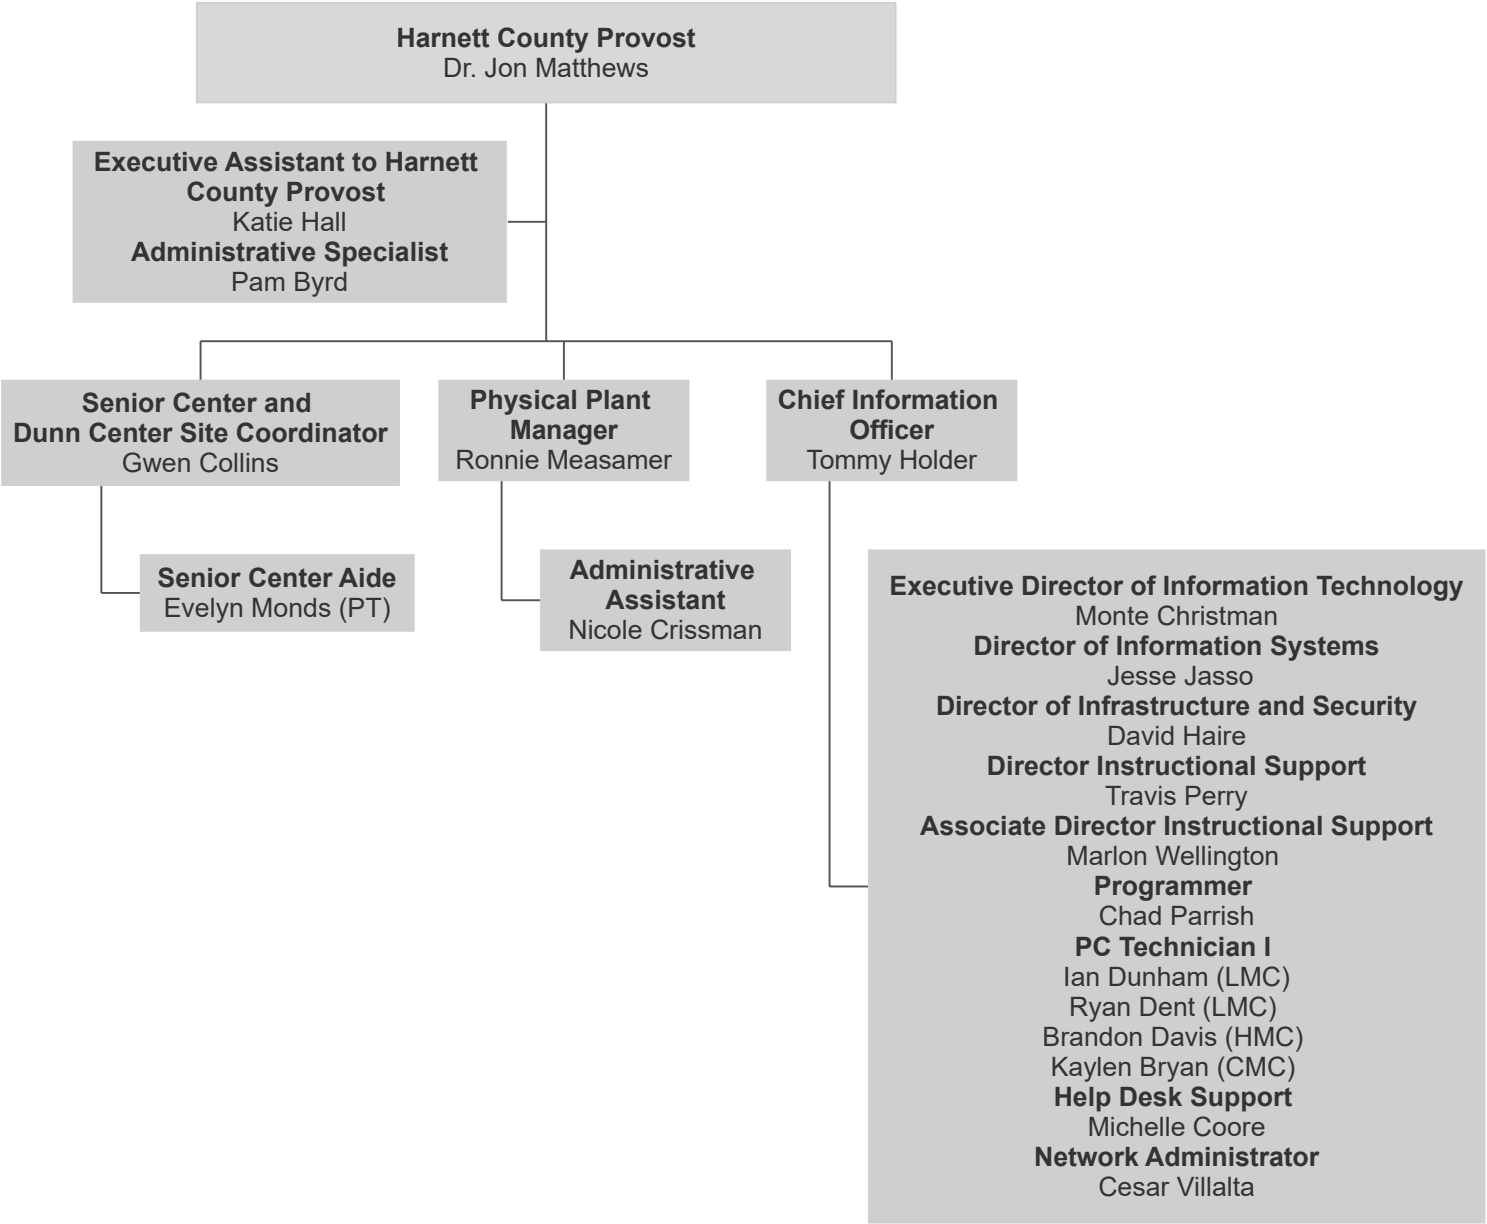 Harnett County Provost
Dr. Jon Matthews
Executive Assistant to Harnett
County Provost
Katie Hall
Administrative Specialist
Pam Byrd
Senior Center and
Dunn Center Site Coordinator
Gwen Collins
Physical Plant
Manager
Ronnie Measamer
Chief Information
Officer
Tommy Holder
Senior Center Aide
Evelyn Monds (PT)
Administrative
Assistant
Nicole Crissman
Executive Director of Information Technology
Monte Christman
Director of Information Systems
Jesse Jasso
Director of Infrastructure and Security
David Haire
Director Instructional Support
Travis Perry
Associate Director Instructional Support
Marlon Wellington
Programmer
Chad Parrish
PC Technician I
Ian Dunham (LMC)
Ryan Dent (LMC)
Brandon Davis (HMC)
Kaylen Bryan (CMC)
Help Desk Support
Michelle Coore
Network Administrator
Cesar Villalta